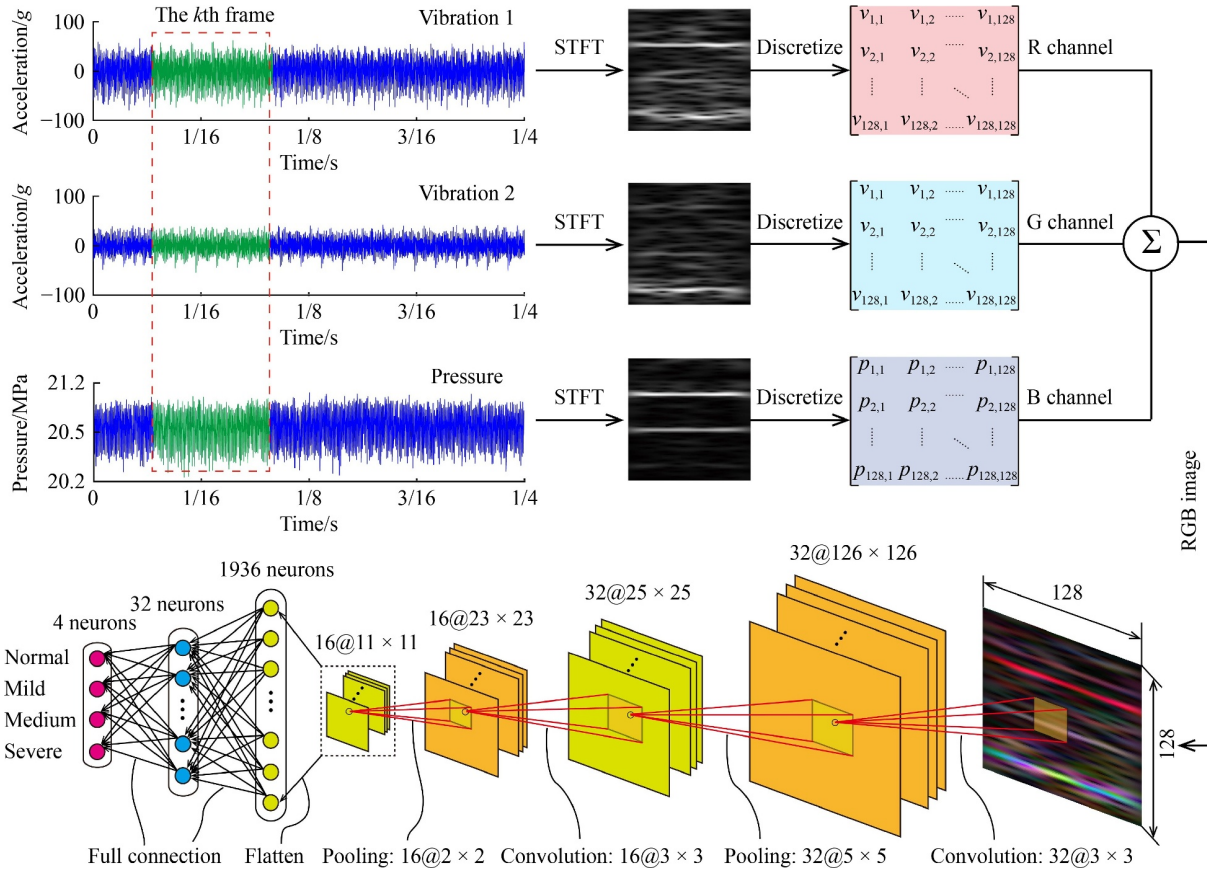 The kth frame
Vibration 1
Acceleration/g
100
0
−100
0 1/16 1/8 3/16 1/4
Time/s
STFT
Discretize
v1,1 v1,2 ...... v1,128
v2,1 v2,2 ...... v2,128
v128,1 v128,2 ...... v128,128
R channel
Vibration 2
Acceleration/g
100
0
−100
0 1/16 1/8 3/16 1/4
Time/s
STFT
Discretize
v1,1 v1,2 ...... v1,128
v2,1 v2,2 ...... v2,128
v128,1 v128,2 ...... v128,128
G channel
Σ
Pressure
Pressure/MPa
21.2
20.5
20.2
0 1/16 1/8 3/16 1/4
Time/s
STFT
Discretize
p1,1 p1,2 ...... p1,128
p2,1 p2,2 ...... p2,128
p128,1 p128,2 ...... p128,128
B channel
RGB image
128
128
32@126 × 126
32@25 × 25
16@23 × 23
16@11 × 11
1936 neurons
32 neurons
4 neurons
Normal
Mild
Medium
Severe
Full connection
Flatten
Pooling: 16@2 × 2
Convolution: 16@3 × 3
Pooling: 32@5 × 5
Convolution: 32@3 × 3